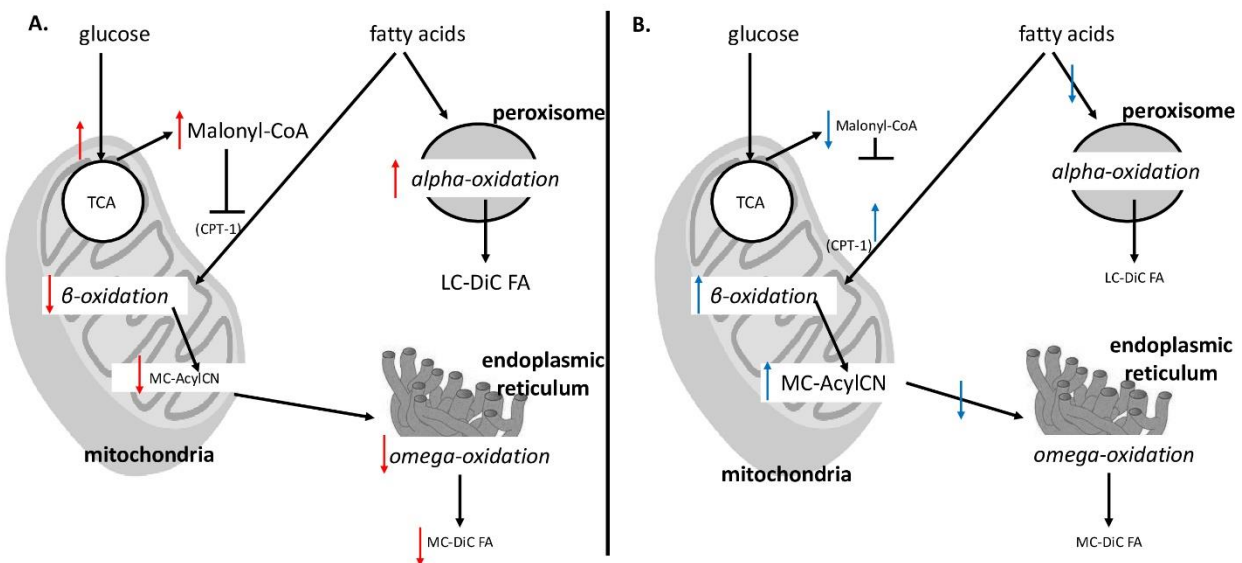 A.
glucose
fatty acids
peroxisome
Malonyl-CoA
alpha-oxidation
TCA
(CPT-1)
LC-DiC FA
β-oxidation
endoplasmic
reticulum
MC-AcylCN
mitochondria
omega-oxidation
MC-DiC FA
B.
glucose
fatty acids
peroxisome
Malonyl-CoA
alpha-oxidation
TCA
(CPT-1)
LC-DiC FA
β-oxidation
endoplasmic
reticulum
MC-AcylCN
omega-oxidation
mitochondria
MC-DiC FA